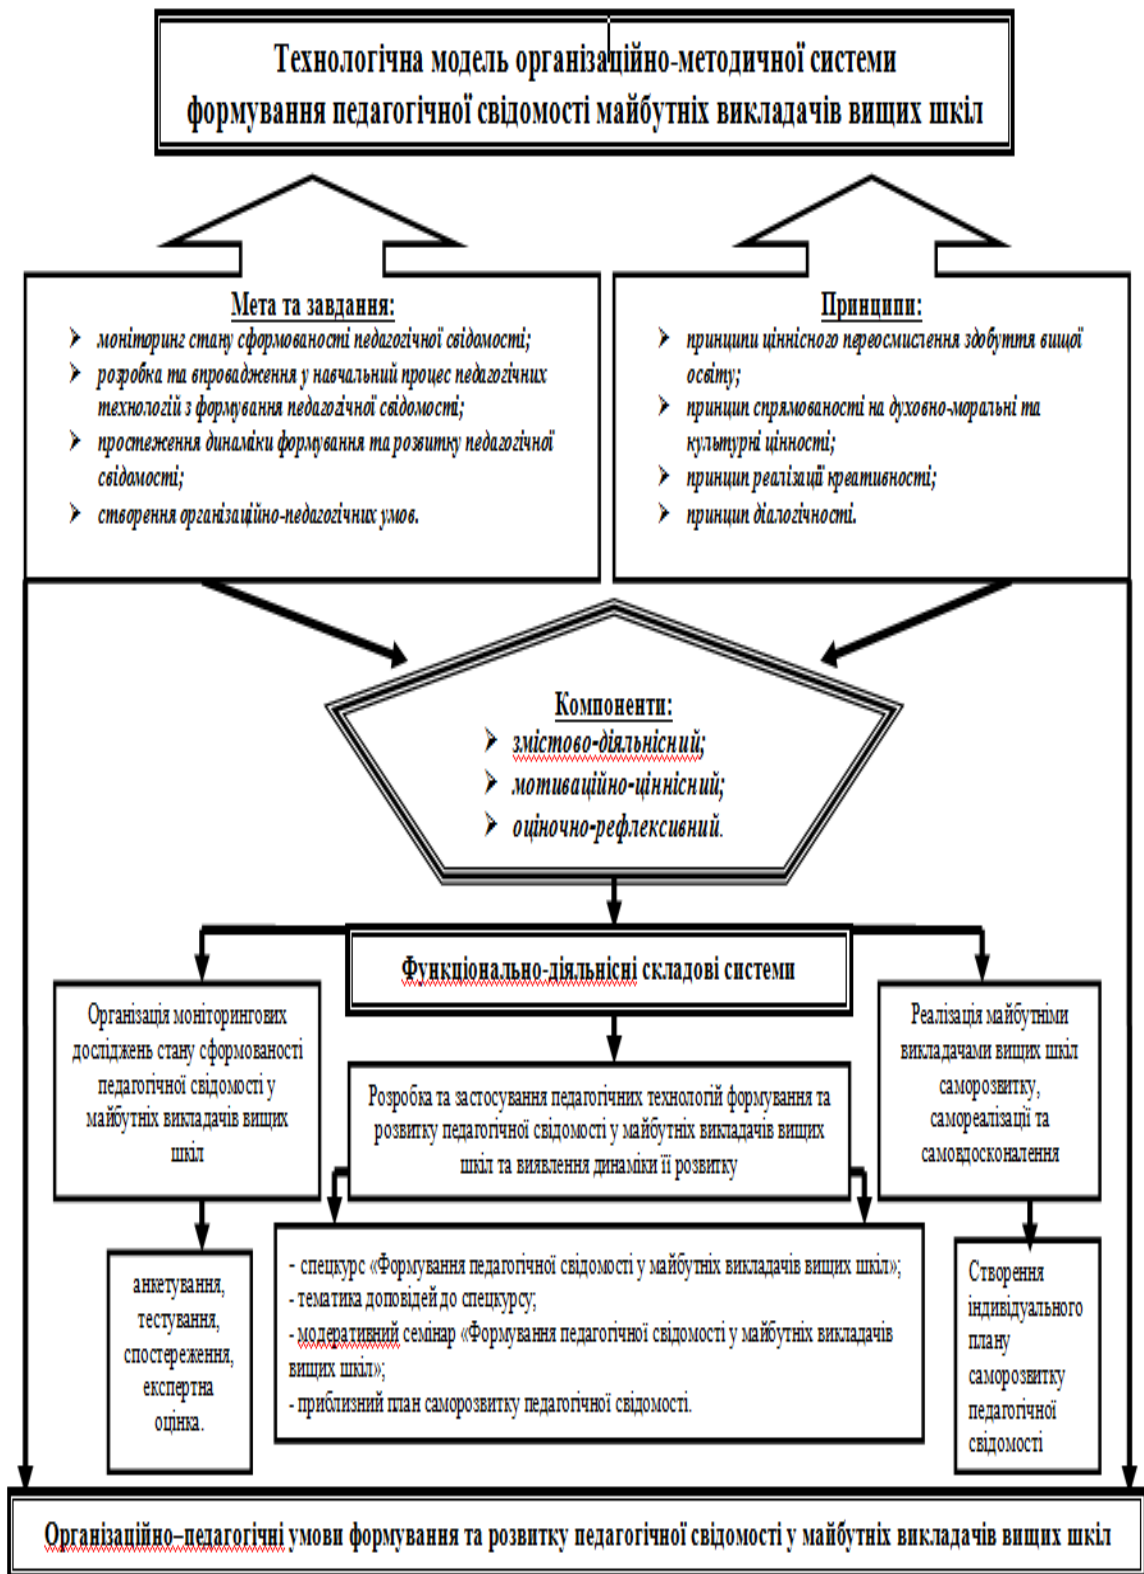 Технологічна модель організаційно-методичної системи
формування педагогічної свідомості майбутніх викладачів вищих шкіл
Мета та завдання:
➢ моніторинг стану сформованості педагогічної свідомості;
➢ розробка та впровадження у навчальний процес педагогічних
технологій з формування педагогічної свідомості;
➢ простеження динаміки формування та розвитку педагогічної
свідомості;
➢ створення організаційно-педагогічних умов.
Принципи:
➢ принципи ціннісного переосмислення здобуття вищої
освіту;
➢ принцип спрямованості на духовно-моральні та
культурні цінності;
➢ принцип реалізації креативності;
➢ принцип діалогічності.
Компоненти:
➢ змістово-діяльнісний;
➢ мотиваційно-ціннісний;
➢ оціночно-рефлексивний.
Функціонально-діяльнісні складові системи
Організація моніторингових
досліджень стану сформованості
педагогічної свідомості у
майбутніх викладачів вищих
шкіл
Розробка та застосування педагогічних технологій формування та
розвитку педагогічної свідомості у майбутніх викладачів вищих
шкіл та виявлення динаміки її розвитку
Реалізація майбутніми
викладачами вищих шкіл
саморозвитку,
самореалізації та
самовдосконалення
анкетування,
тестування,
спостереження,
експертна
оцінка.
- спецкурс «Формування педагогічної свідомості у майбутніх викладачів вищих шкіл»;
- тематика доповідей до спецкурсу;
- модеративний семінар «Формування педагогічної свідомості у майбутніх викладачів
вищих шкіл»;
- приблизний план саморозвитку педагогічної свідомості.
Створення
індивідуального
плану
саморозвитку
педагогічної
свідомості
Організаційно–педагогічні умови формування та розвитку педагогічної свідомості у майбутніх викладачів вищих шкіл